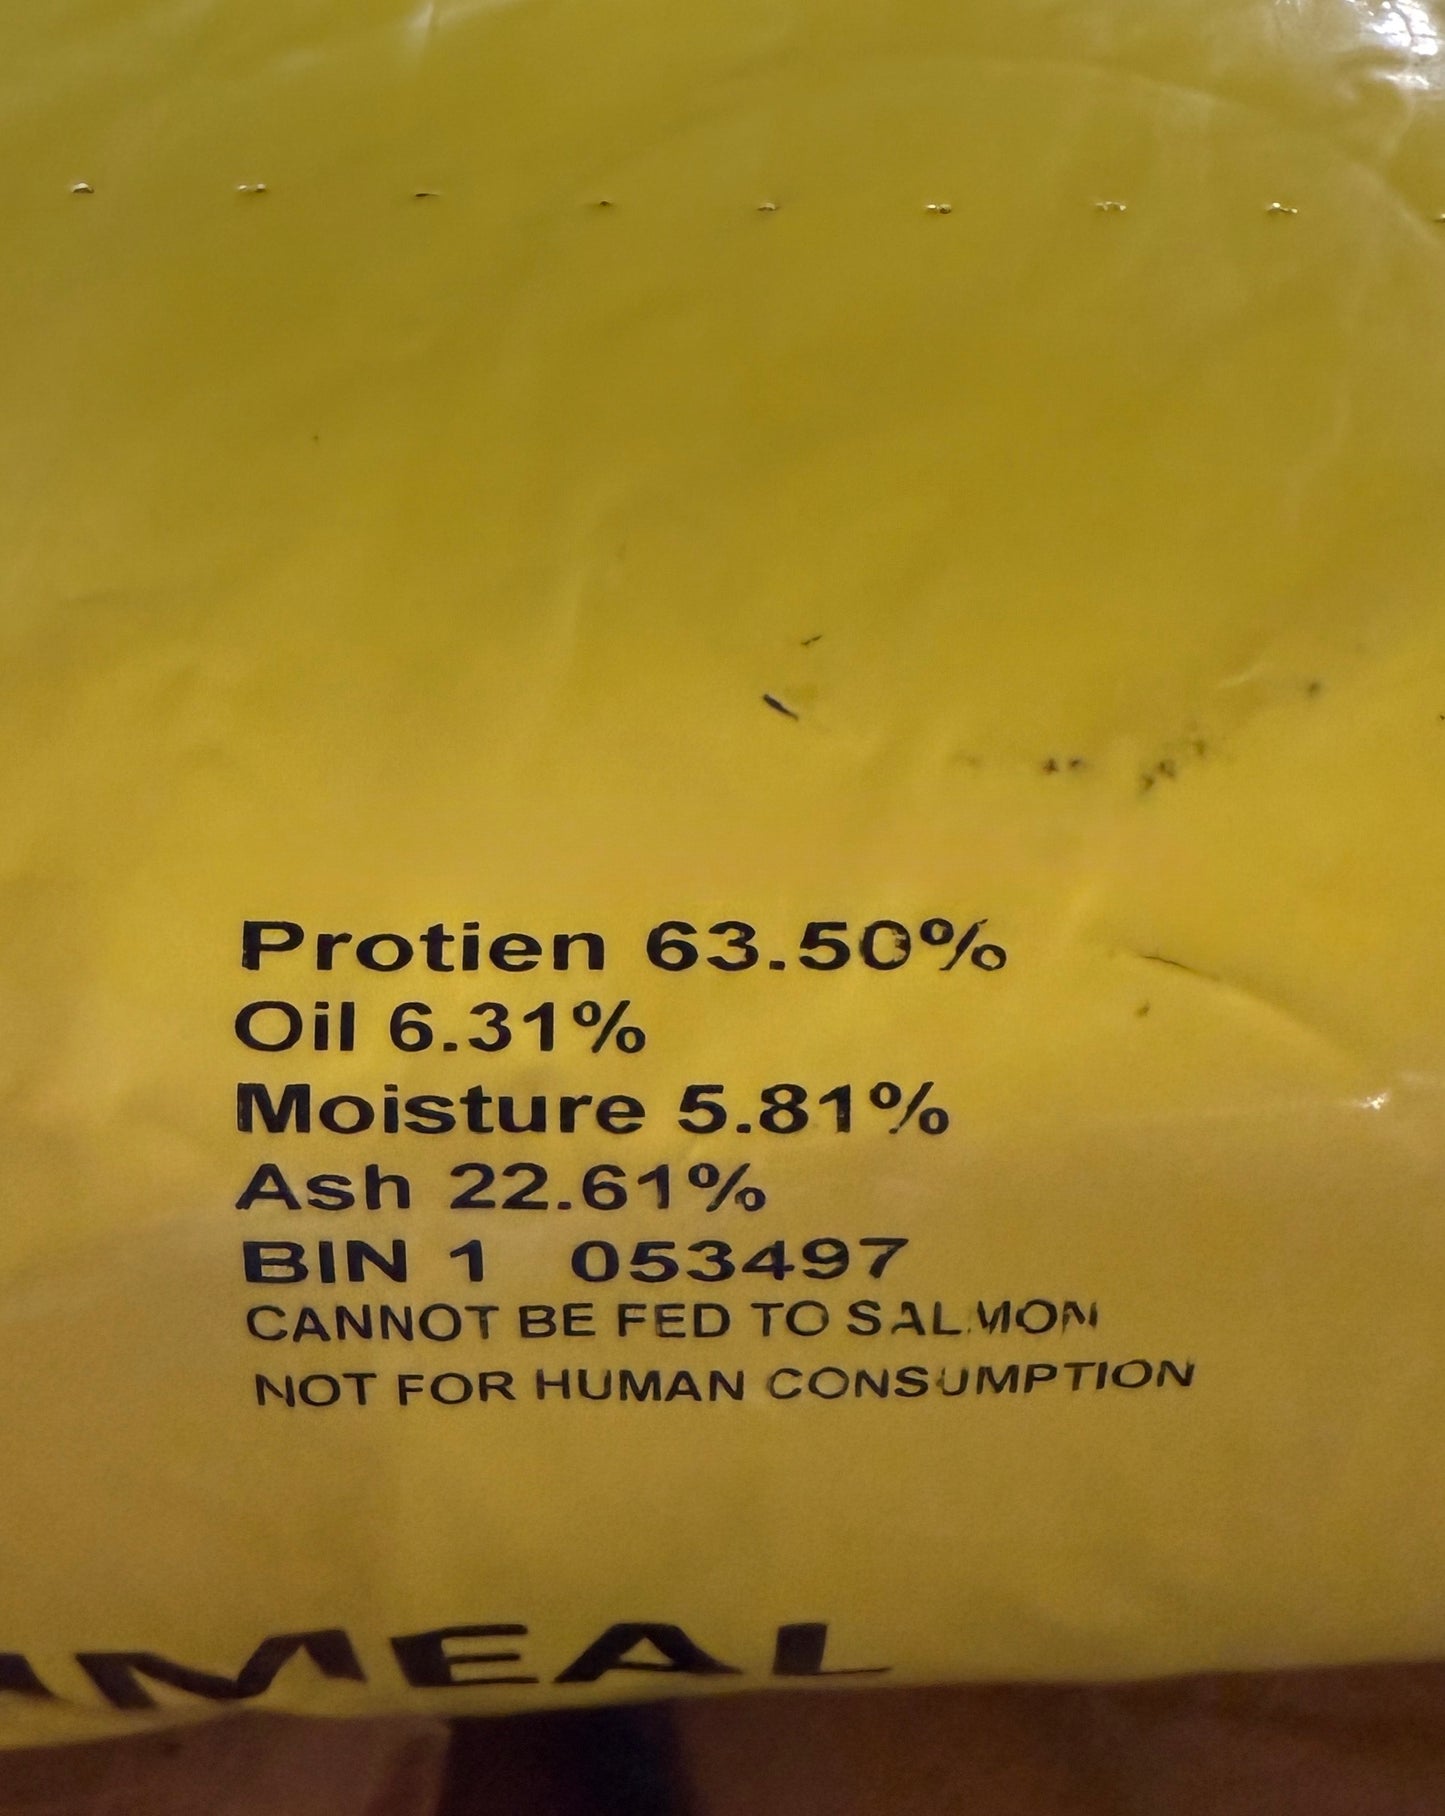 Protien 63.50%
Oil 6.31%
Moisture 5.81%
Ash 22.61%
BIN 1 053497
CANNOT BE FED TO SALMON
NOT FOR HUMAN CONSUMPTION